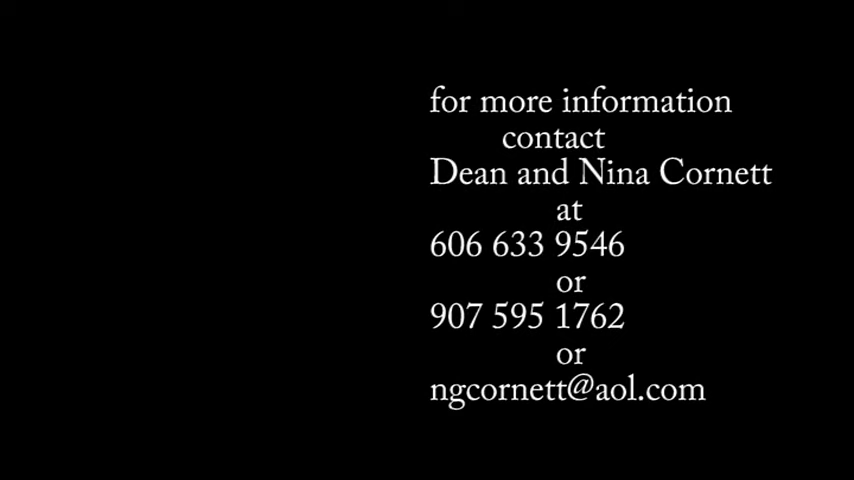 for more information
contact
Dean and Nina Cornett
at
606 633 9546
or
907 595 1762
or
ngcornett@aol.com